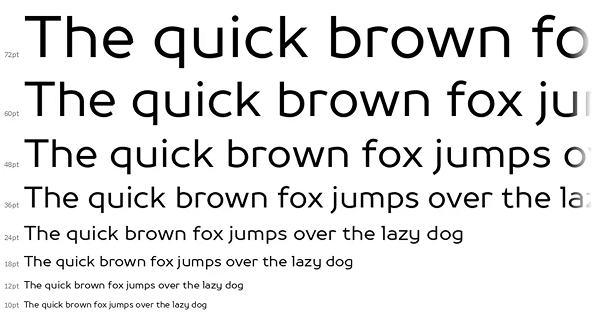 72pt The quick brown fo
60pt The quick brown fox ju
48pt The quick brown fox jumps o
36pt The quick brown fox jumps over the la
24pt The quick brown fox jumps over the lazy dog
18pt The quick brown fox jumps over the lazy dog
12pt The quick brown fox jumps over the lazy dog
10pt The quick brown fox jumps over the lazy dog